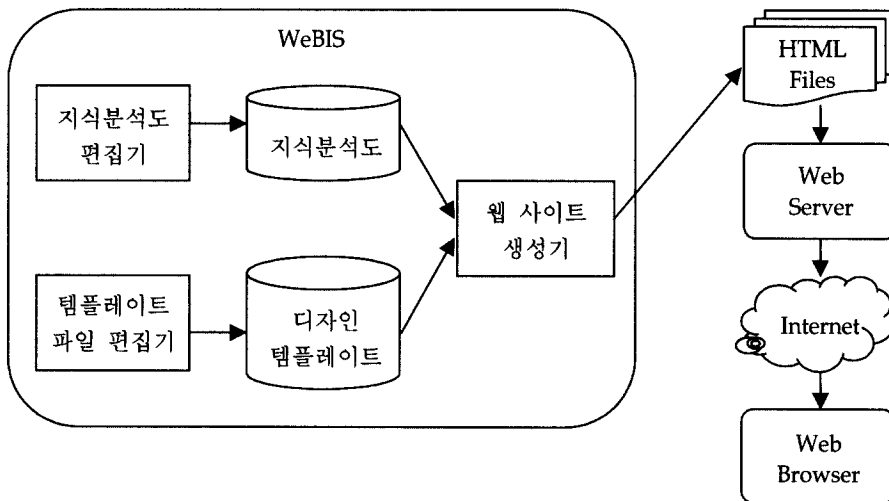 WeBIS
지식분석도
편집기
지식분석도
템플레이트
파일 편집기
디자인
템플레이트
웹 사이트
생성기
HTML
Files
Web
Server
Internet
Web
Browser